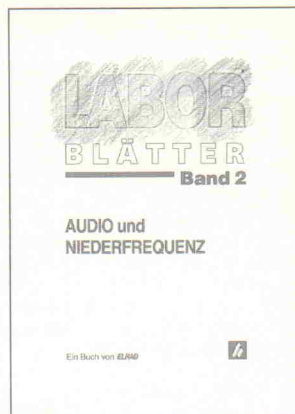 LABOR
BLÄTTER
Band 2
AUDIO und
NIEDERFREQUENZ
Ein Buch von ELRAD
h